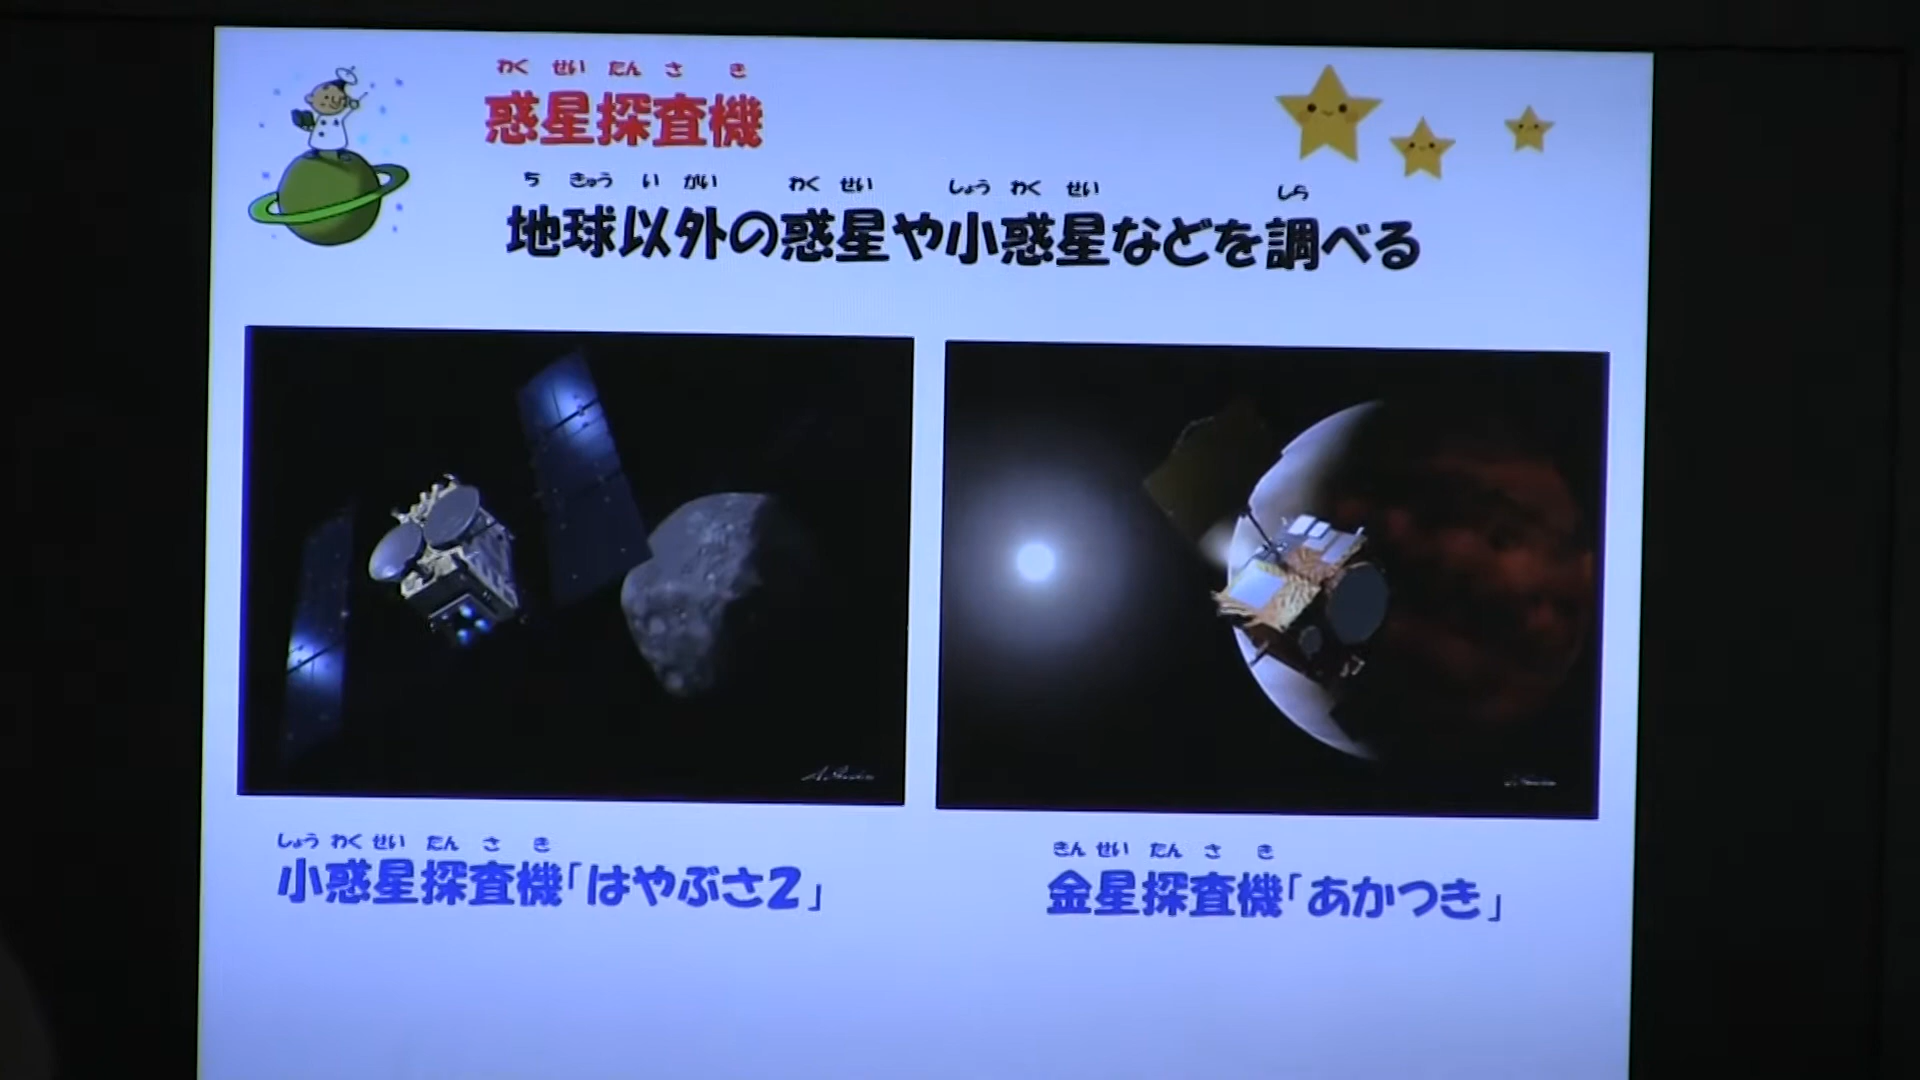 わく せい たん さ き
惑星探査機
ち きゅう い がい わく せい しょう わく せい しら
地球以外の惑星や小惑星などを調べる
しょう わく せい たん さ き
小惑星探査機「はやぶさ2」
きん せい たん さ き
金星探査機「あかつき」